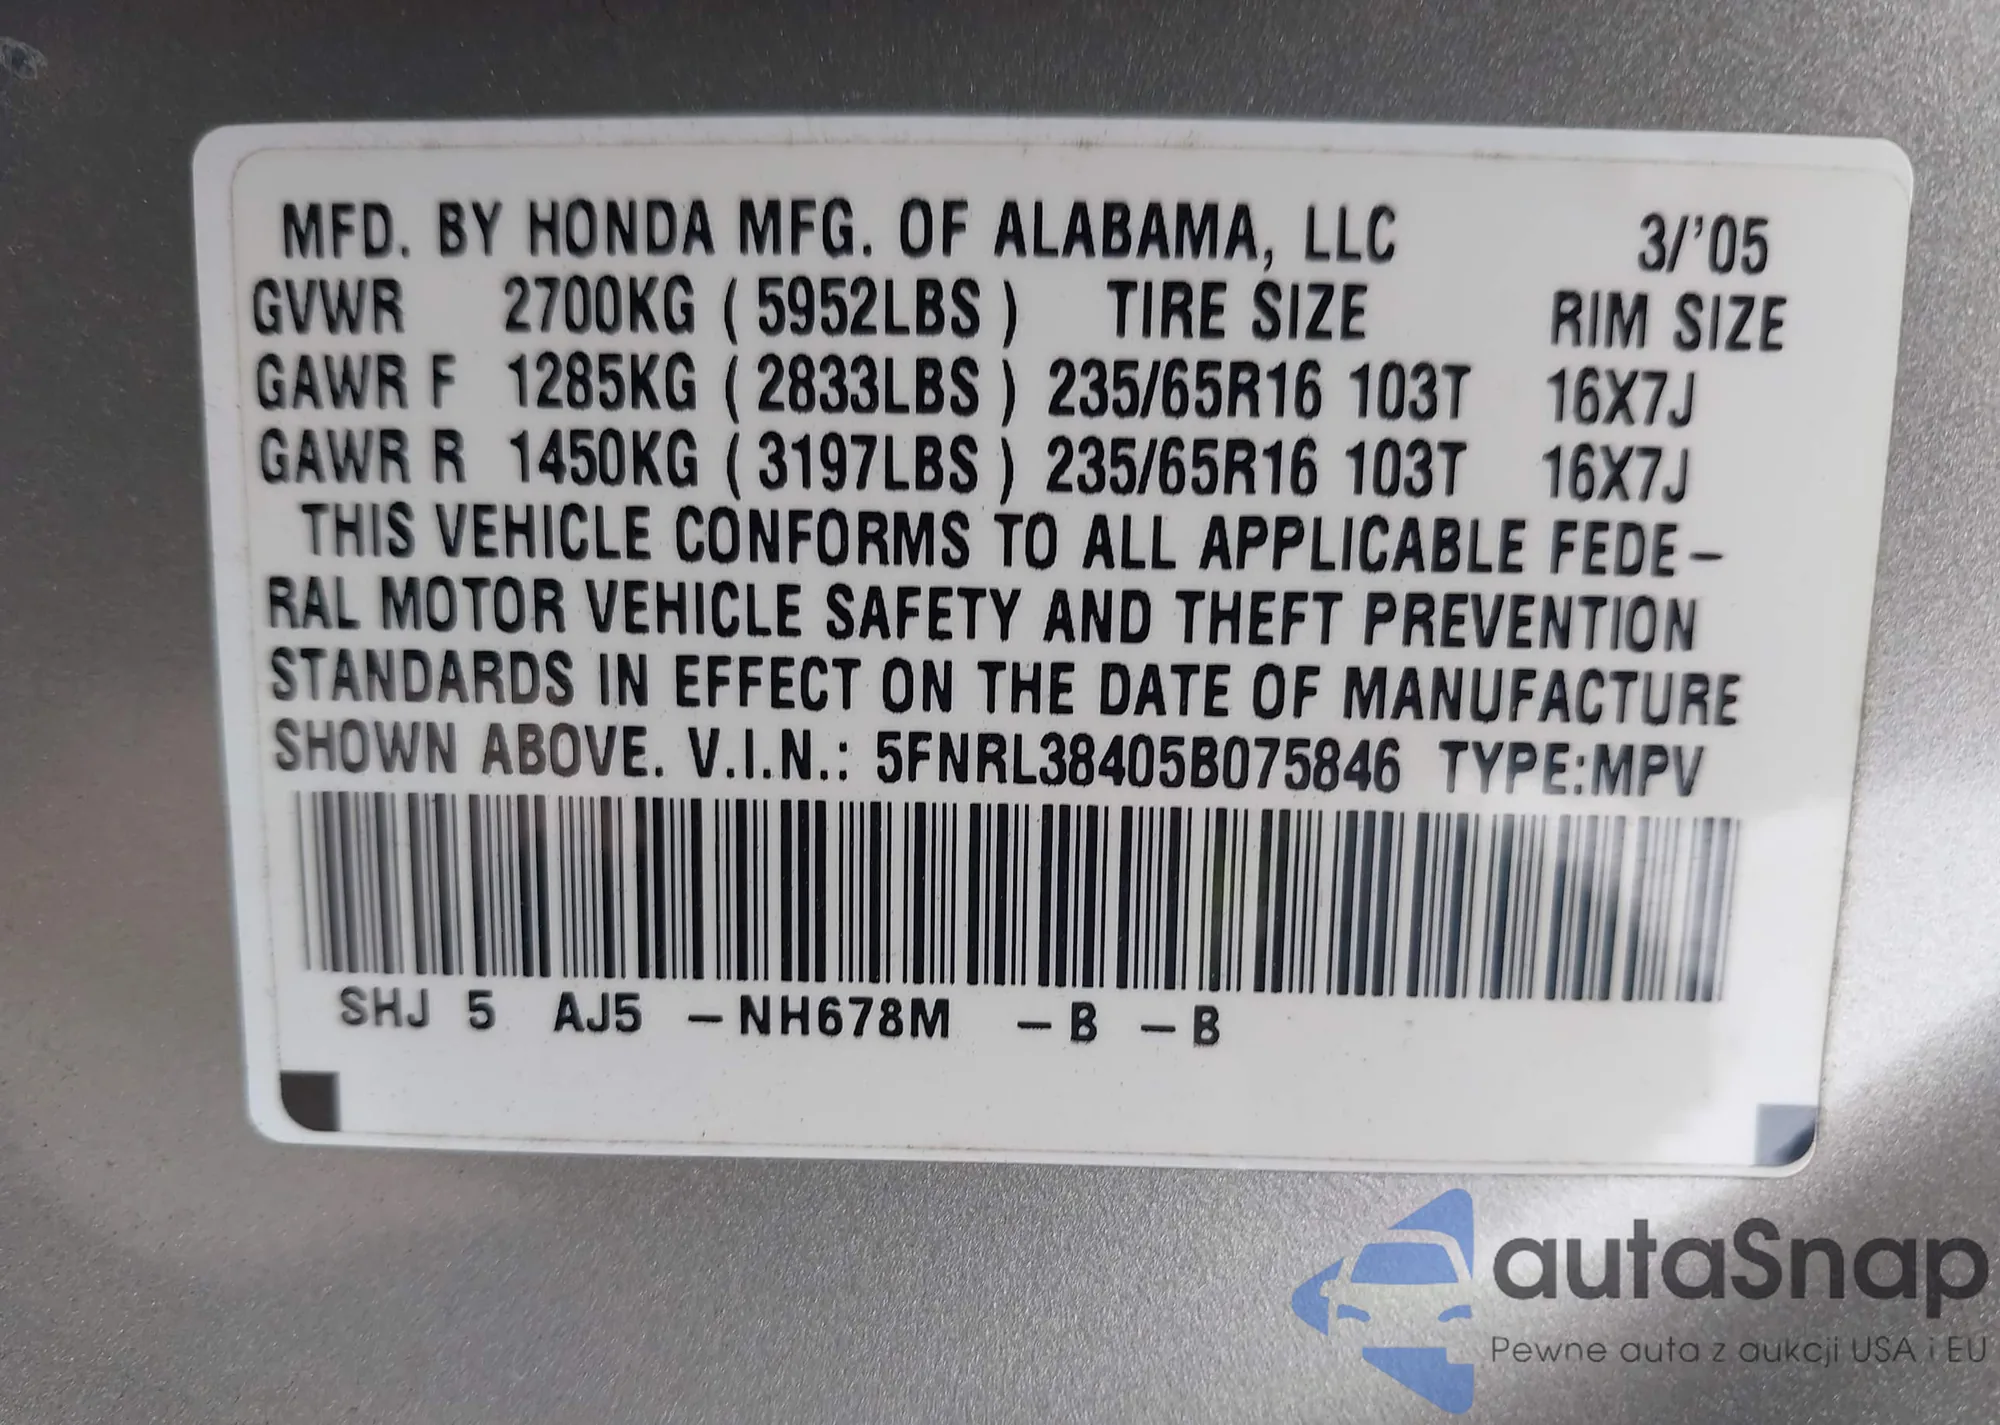 MFD. BY HONDA MFG. OF ALABAMA, LLC 3/'05
GVWR 2700KG ( 5952LBS ) TIRE SIZE RIM SIZE
GAWR F 1285KG ( 2833LBS ) 235/65R16 103T 16X7J
GAWR R 1450KG ( 3197LBS ) 235/65R16 103T 16X7J
THIS VEHICLE CONFORMS TO ALL APPLICABLE FEDE-
RAL MOTOR VEHICLE SAFETY AND THEFT PREVENTION
STANDARDS IN EFFECT ON THE DATE OF MANUFACTURE
SHOWN ABOVE. V.I.N.: 5FNRL38405B075846 TYPE:MPV
SHJ 5 AJ5 -NH678M -B -B
autaSnap
Pewne auta z aukcji USA i EU